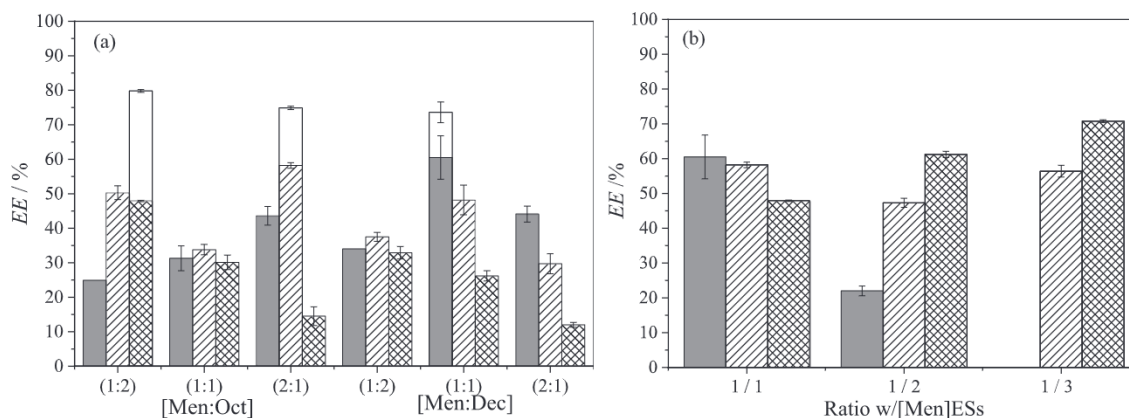 (a)
100
90
80
70
60
50
40
30
20
10
0
EE / %
(1:2) (1:1) (2:1) (1:2) (1:1) (2:1)
[Men:Oct] [Men:Dec]
(b)
100
90
80
70
60
50
40
30
20
10
0
EE /%
1 / 1 1 / 2 1 / 3
Ratio w/[Men]ESs